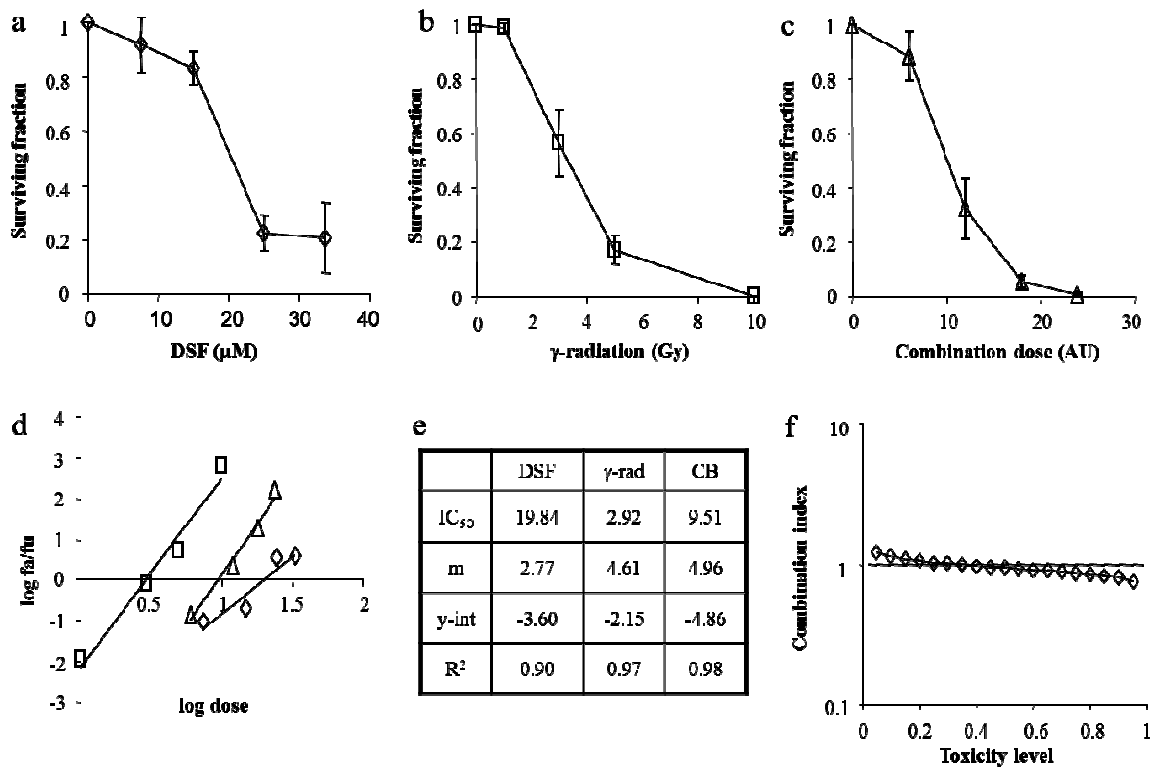 a
1
0.8
0.6
0.4
0.2
0
Surviving fraction
0 10 20 30 40
DSF (µM)
b
1
0.8
0.6
0.4
0.2
0
Surviving fraction
0 2 4 6 8 10
γ-radiation (Gy)
c
1
0.8
0.6
0.4
0.2
0
Surviving fraction
0 10 20 30
Combination dose (AU)
d
4
3
2
1
0
-1
-2
-3
log fa/fu
0.5 1 1.5 2
log dose
e
DSF γ-rad CB
IC50 19.84 2.92 9.51
m 2.77 4.61 4.96
y-int -3.60 -2.15 -4.86
R² 0.90 0.97 0.98
f
10
1
0.1
Combination index
0 0.2 0.4 0.6 0.8 1
Toxicity level